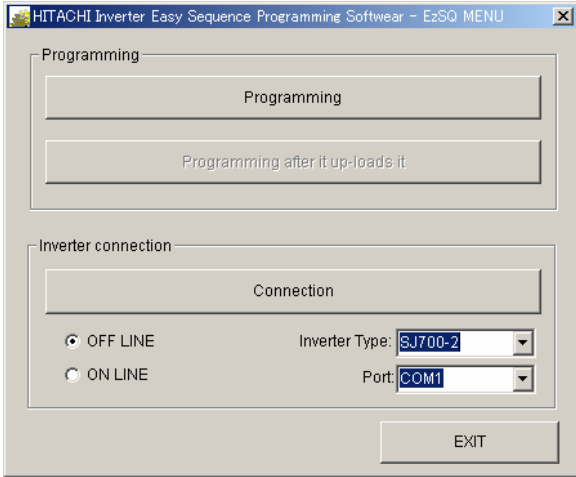 HITACHI Inverter Easy Sequence Programming Softwear - EzSQ MENU
Programming
Programming
Programming after it up-loads it
Inverter connection
Connection
OFF LINE
Inverter Type: SJ700-2
ON LINE
Port: COM1
EXIT